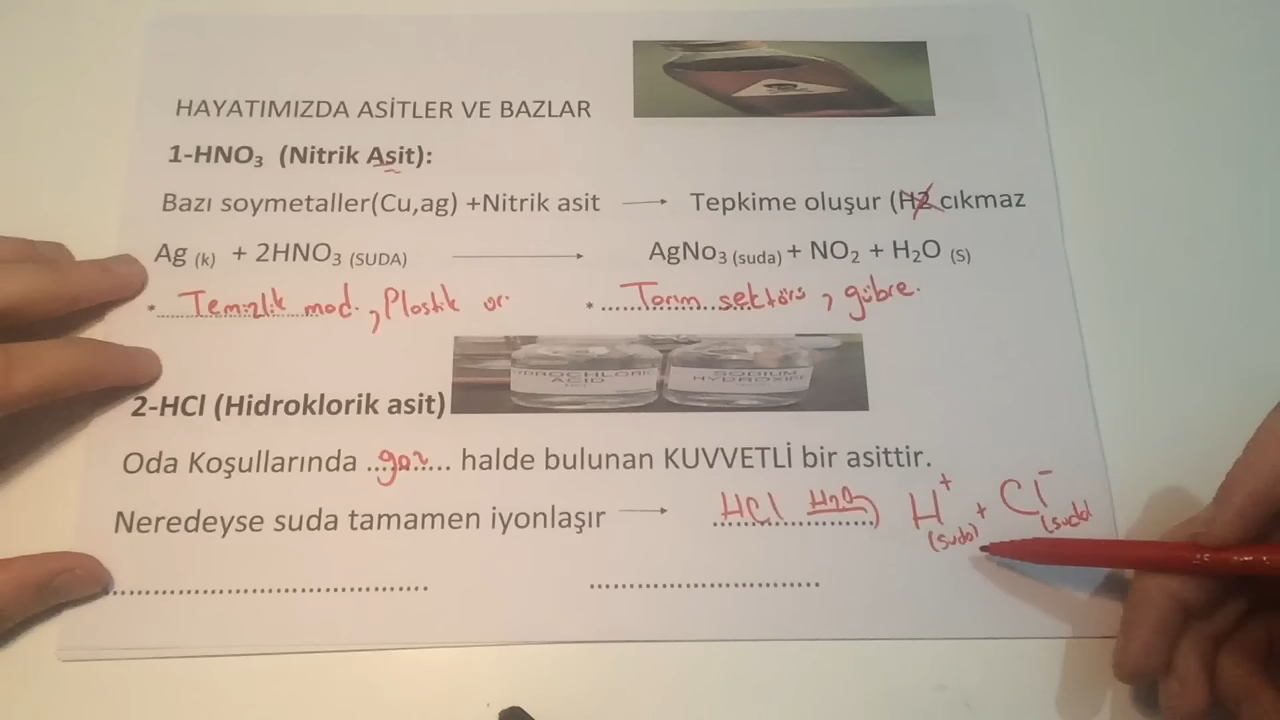 HAYATIMIZDA ASİTLER VE BAZLAR
1-HNO₃ (Nitrik Asit):
Bazı soymetaller(Cu,ag) +Nitrik asit → Tepkime oluşur (H2 cıkmaz
Ag (k) + 2HNO₃ (SUDA) → AgNo₃ (suda) + NO₂ + H₂O (S)
* Temizlik mad., Plastik ür. * Tarım sektörü, gübre.
HYDROCHLORIC ACID SODIUM HYDROXIDE
2-HCl (Hidroklorik asit)
Oda Koşullarında ..gaz.... halde bulunan KUVVETLİ bir asittir.
Neredeyse suda tamamen iyonlaşır → HCl H₂O→ H⁺ (suda) + Cl⁻ (suda)